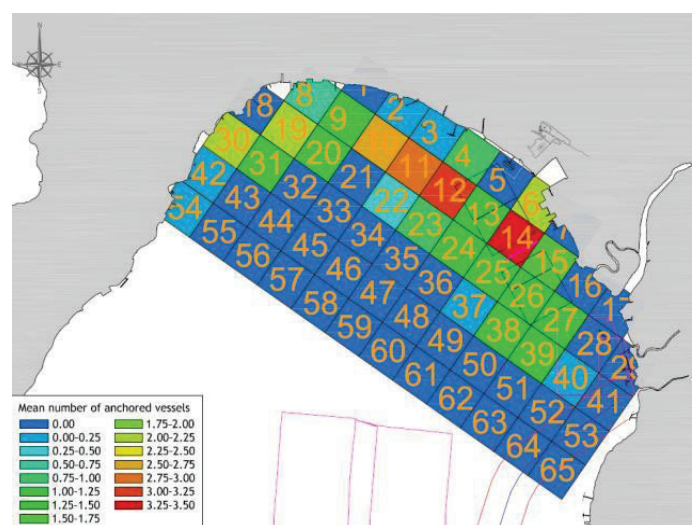 N
W E
S
8 1 2
18 9 3
19 10 4
30 20 11 5
31 21 12 6
42 32 22 13
43 33 23 14
54 44 34 24 15
55 45 35 25 16
56 46 36 26 17
57 47 37 27
58 48 38 28
59 49 39 29
60 50 40
61 51 41
62 52
63 53
64
65
Mean number of anchored vessels
0.00 1.75-2.00
0.00-0.25 2.00-2.25
0.25-0.50 2.25-2.50
0.50-0.75 2.50-2.75
0.75-1.00 2.75-3.00
1.00-1.25 3.00-3.25
1.25-1.50 3.25-3.50
1.50-1.75